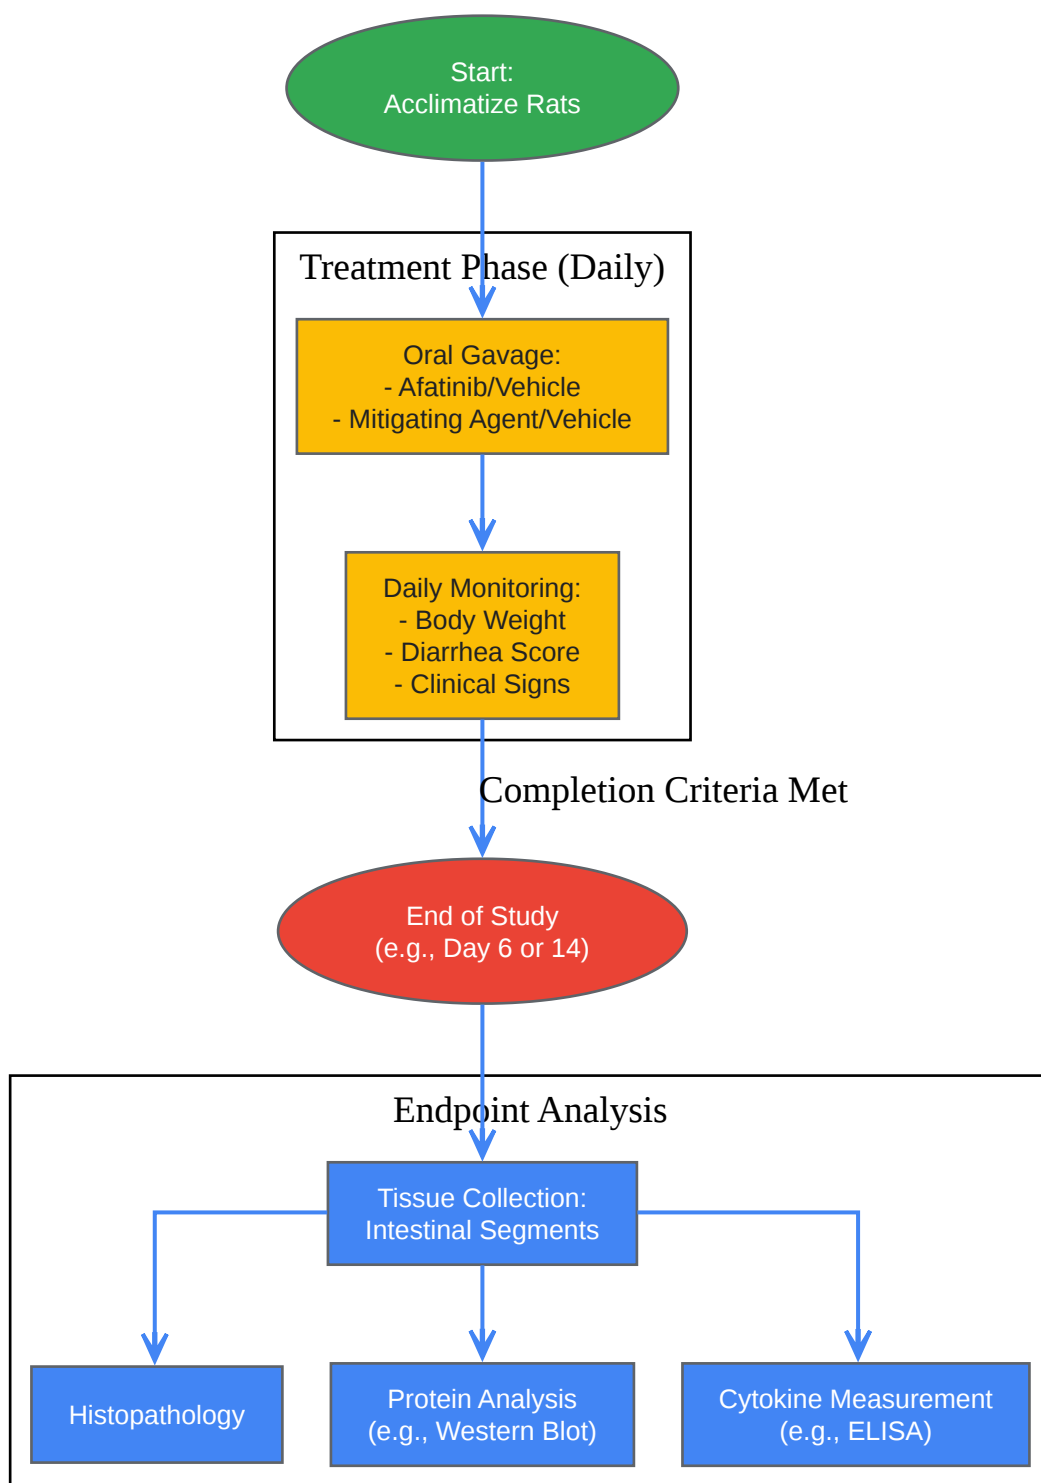 Start:
Acclimatize Rats
Treatment Phase (Daily)
Oral Gavage:
- Afatinib/Vehicle
- Mitigating Agent/Vehicle
Daily Monitoring:
- Body Weight
- Diarrhea Score
- Clinical Signs
Completion Criteria Met
End of Study
(e.g., Day 6 or 14)
Endpoint Analysis
Tissue Collection:
Intestinal Segments
Histopathology
Protein Analysis
(e.g., Western Blot)
Cytokine Measurement
(e.g., ELISA)